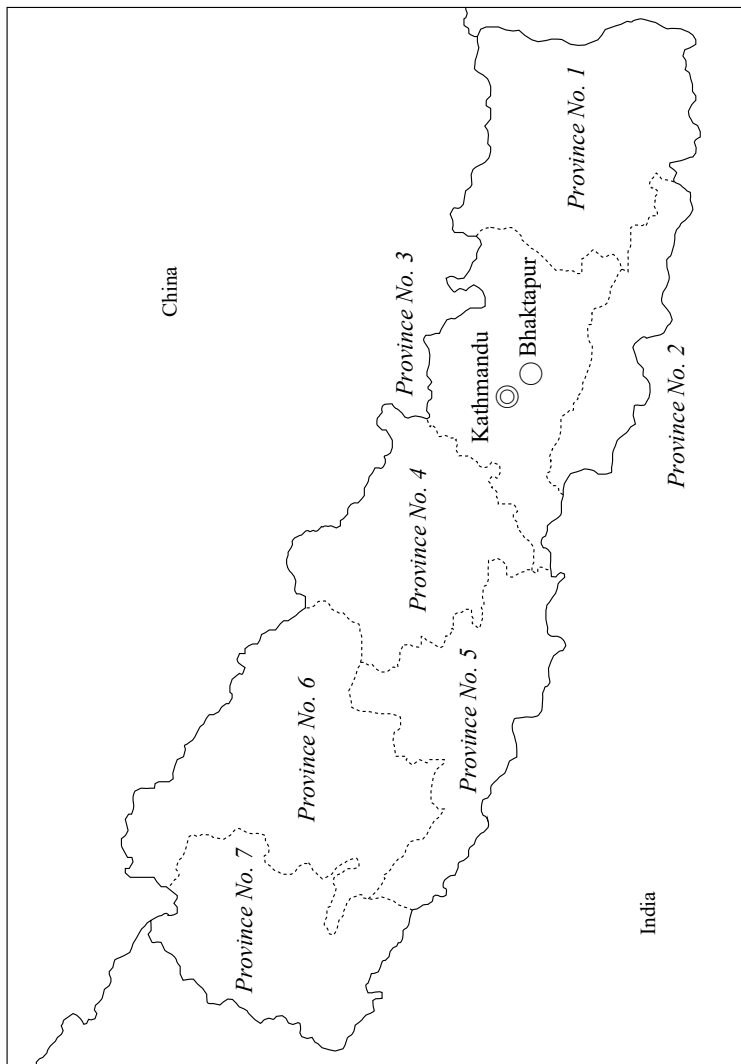 China
Province No. 7
Province No. 6
Province No. 4
Province No. 3
Province No. 1
Kathmandu
Bhaktapur
Province No. 5
Province No. 2
India